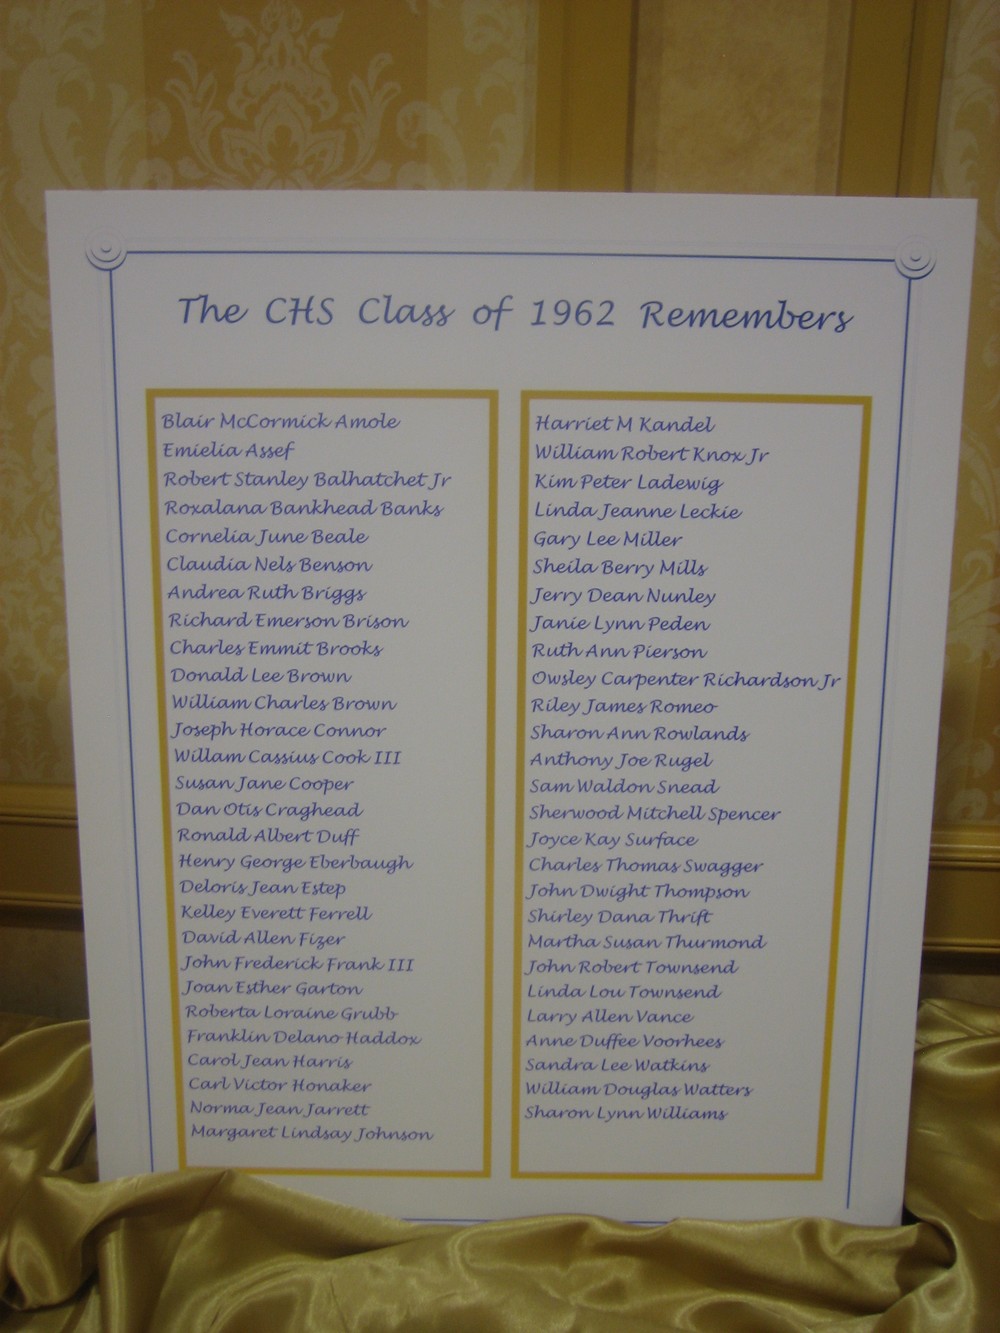 The CHS Class of 1962 Remembers
Blair McCormick Amole
Emielia Assef
Robert Stanley Balhatchet Jr
Roxalana Bankhead Banks
Cornelia June Beale
Claudia Nels Benson
Andrea Ruth Briggs
Richard Emerson Brison
Charles Emmit Brooks
Donald Lee Brown
William Charles Brown
Joseph Horace Connor
Willam Cassius Cook III
Susan Jane Cooper
Dan Otis Craghead
Ronald Albert Duff
Henry George Eberbaugh
Deloris Jean Estep
Kelley Everett Ferrell
David Allen Fizer
John Frederick Frank III
Joan Esther Garton
Roberta Loraine Grubb
Franklin Delano Haddox
Carol Jean Harris
Carl Victor Honaker
Norma Jean Jarrett
Margaret Lindsay Johnson
Harriet M Kandel
William Robert Knox Jr
Kim Peter Ladewig
Linda Jeanne Leckie
Gary Lee Miller
Sheila Berry Mills
Jerry Dean Nunley
Janie Lynn Peden
Ruth Ann Pierson
Owsley Carpenter Richardson Jr
Riley James Romeo
Sharon Ann Rowlands
Anthony Joe Rugel
Sam Waldon Snead
Sherwood Mitchell Spencer
Joyce Kay Surface
Charles Thomas Swagger
John Dwight Thompson
Shirley Dana Thrift
Martha Susan Thurmond
John Robert Townsend
Linda Lou Townsend
Larry Allen Vance
Anne Duffee Voorhees
Sandra Lee Watkins
William Douglas Watters
Sharon Lynn Williams